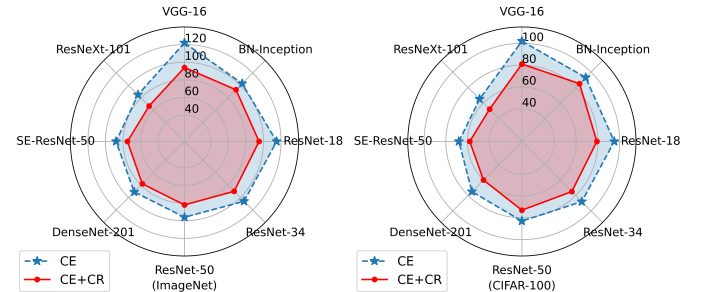 VGG-16
ResNeXt-101
BN-Inception
120
100
80
60
40
SE-ResNet-50
ResNet-18
DenseNet-201
ResNet-34
ResNet-50
(ImageNet)
CE
CE+CR
VGG-16
ResNeXt-101
BN-Inception
100
80
60
40
SE-ResNet-50
ResNet-18
DenseNet-201
ResNet-34
ResNet-50
(CIFAR-100)
CE
CE+CR